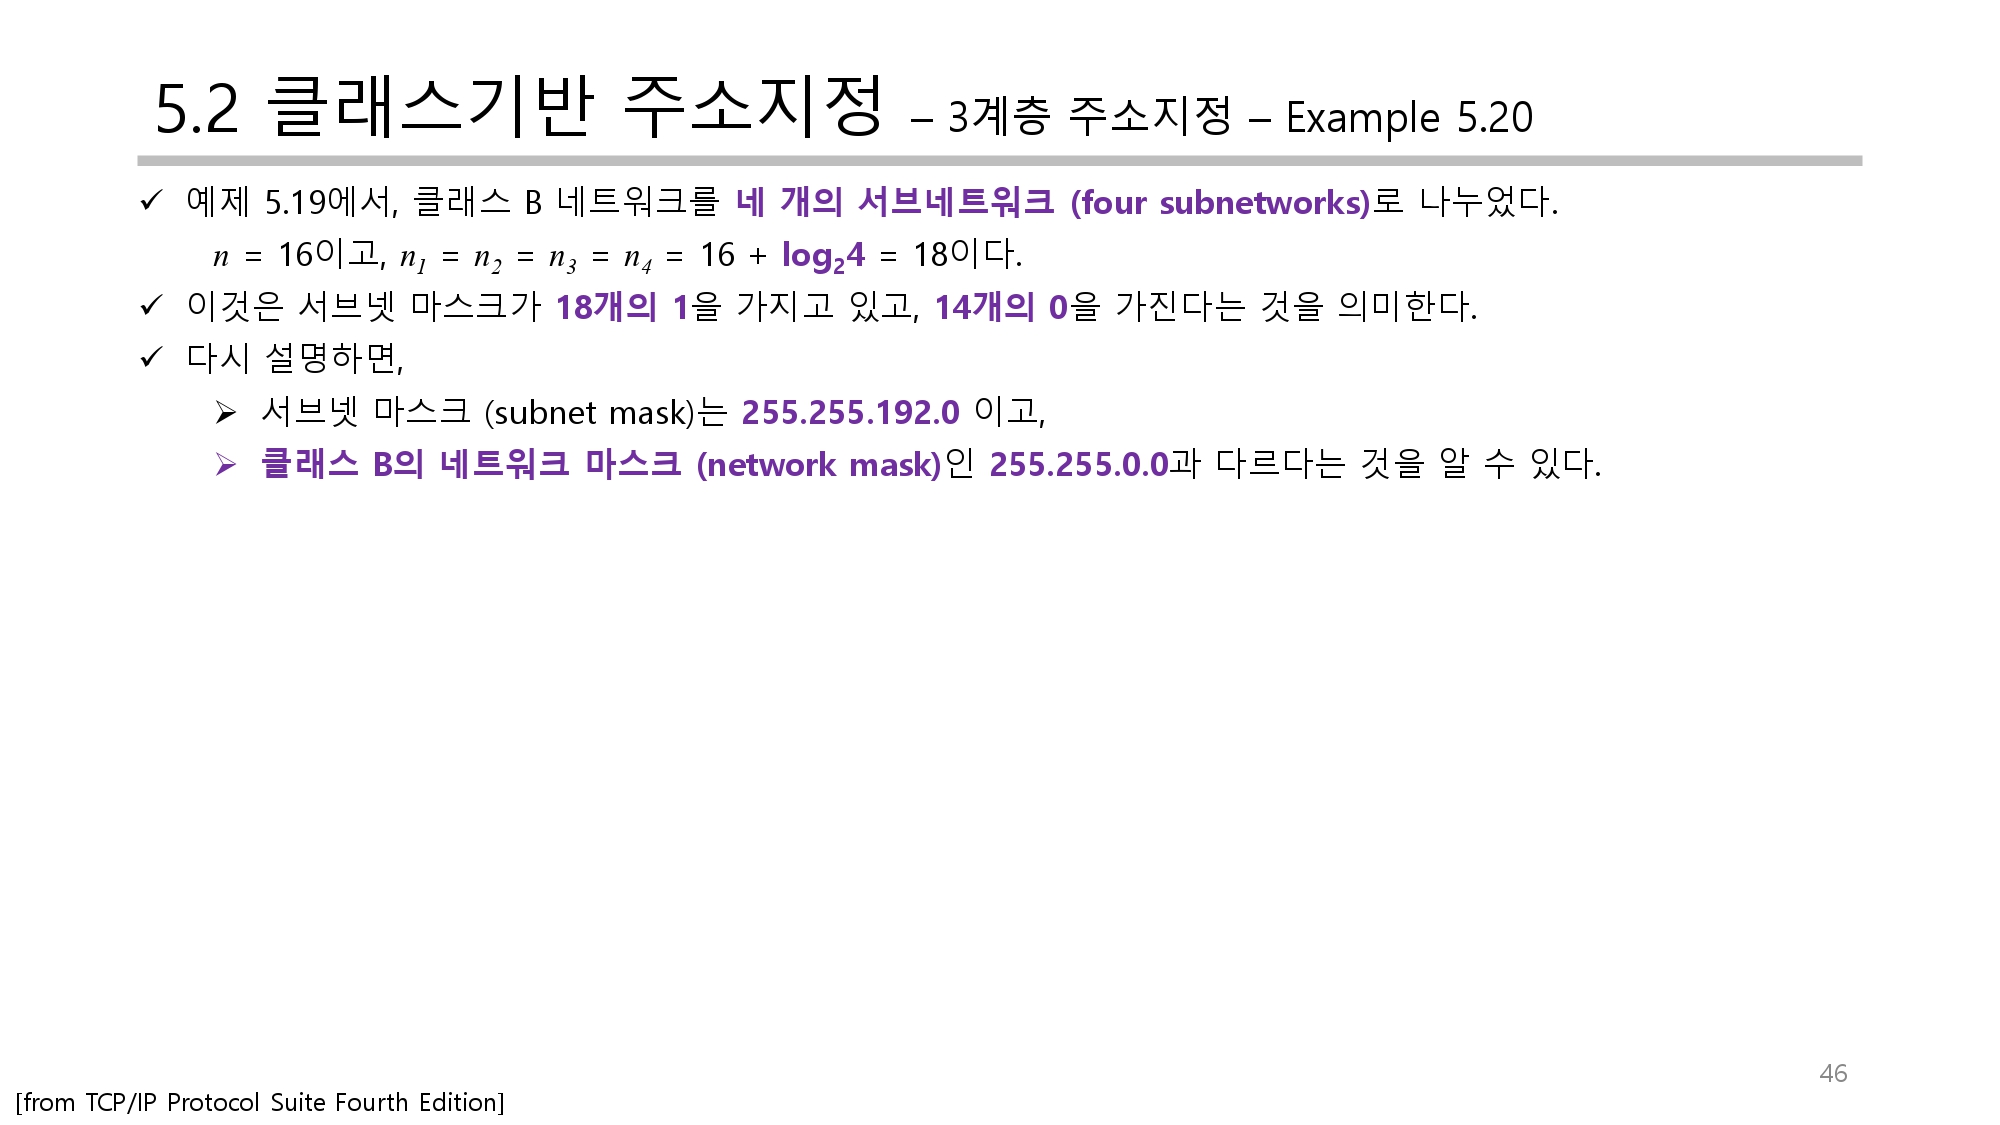 5.2 클래스기반 주소지정 – 3계층 주소지정 – Example 5.20
✓ 예제 5.19에서, 클래스 B 네트워크를 네 개의 서브네트워크 (four subnetworks)로 나누었다.
n = 16이고, n₁ = n₂ = n₃ = n₄ = 16 + log₂4 = 18이다.
✓ 이것은 서브넷 마스크가 18개의 1을 가지고 있고, 14개의 0을 가진다는 것을 의미한다.
✓ 다시 설명하면,
➢ 서브넷 마스크 (subnet mask)는 255.255.192.0 이고,
➢ 클래스 B의 네트워크 마스크 (network mask)인 255.255.0.0과 다르다는 것을 알 수 있다.
46
[from TCP/IP Protocol Suite Fourth Edition]